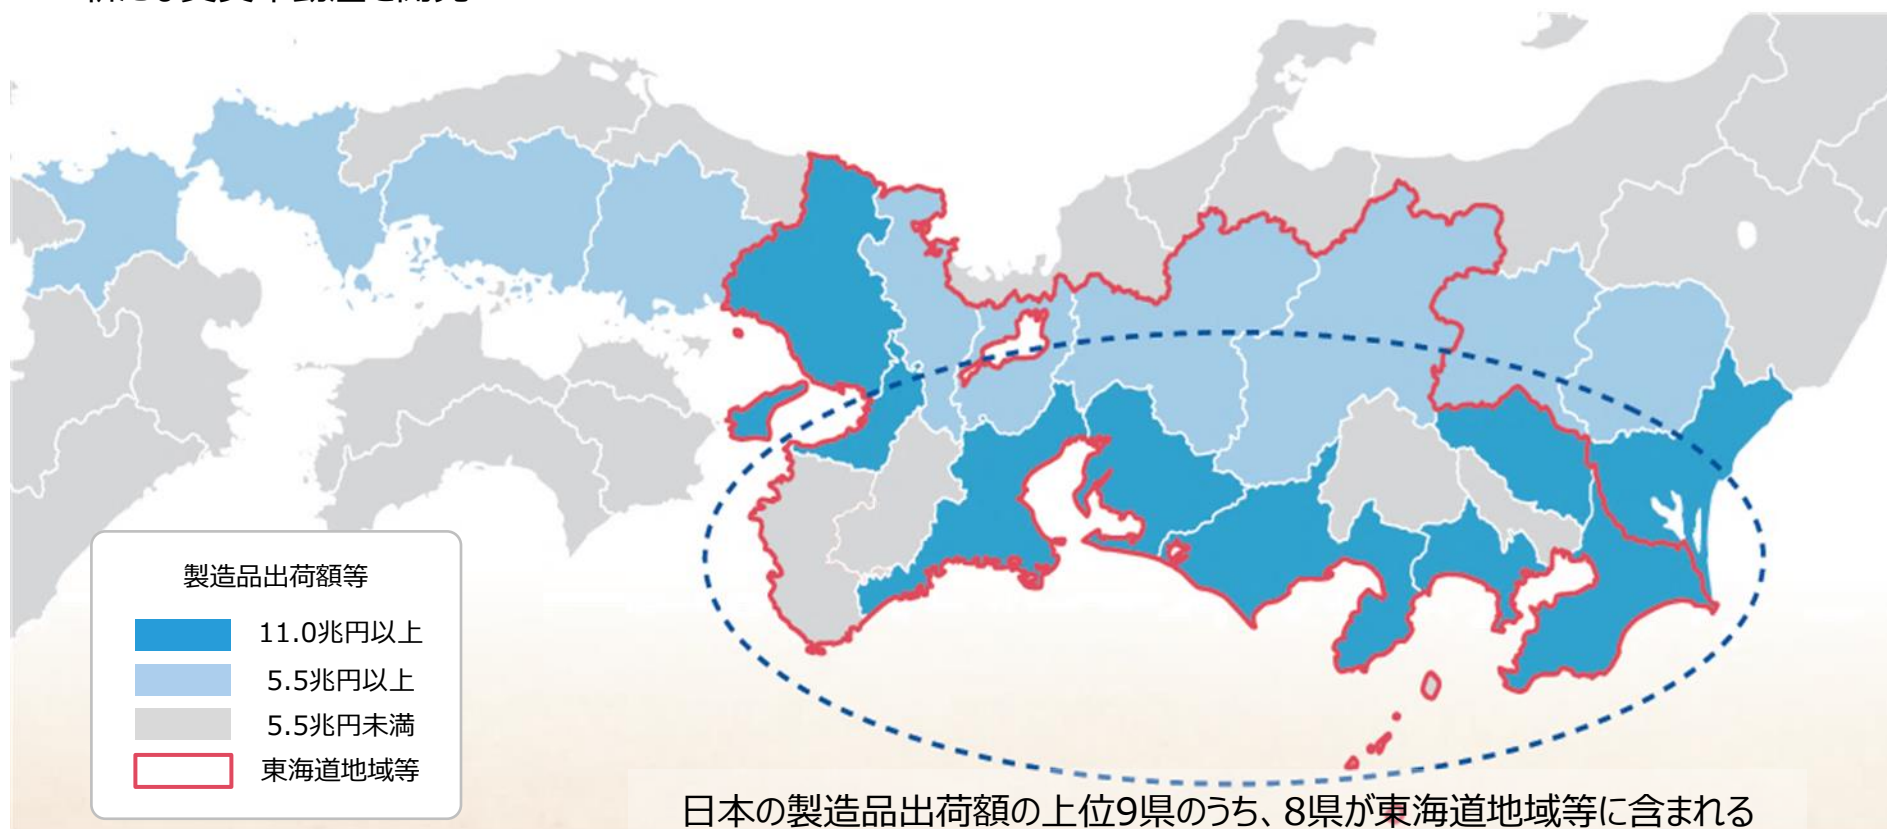 製造品出荷額等
11.0兆円以上
5.5兆円以上
5.5兆円未満
東海道地域等
日本の製造品出荷額の上位9県のうち、8県が東海道地域等に含まれる